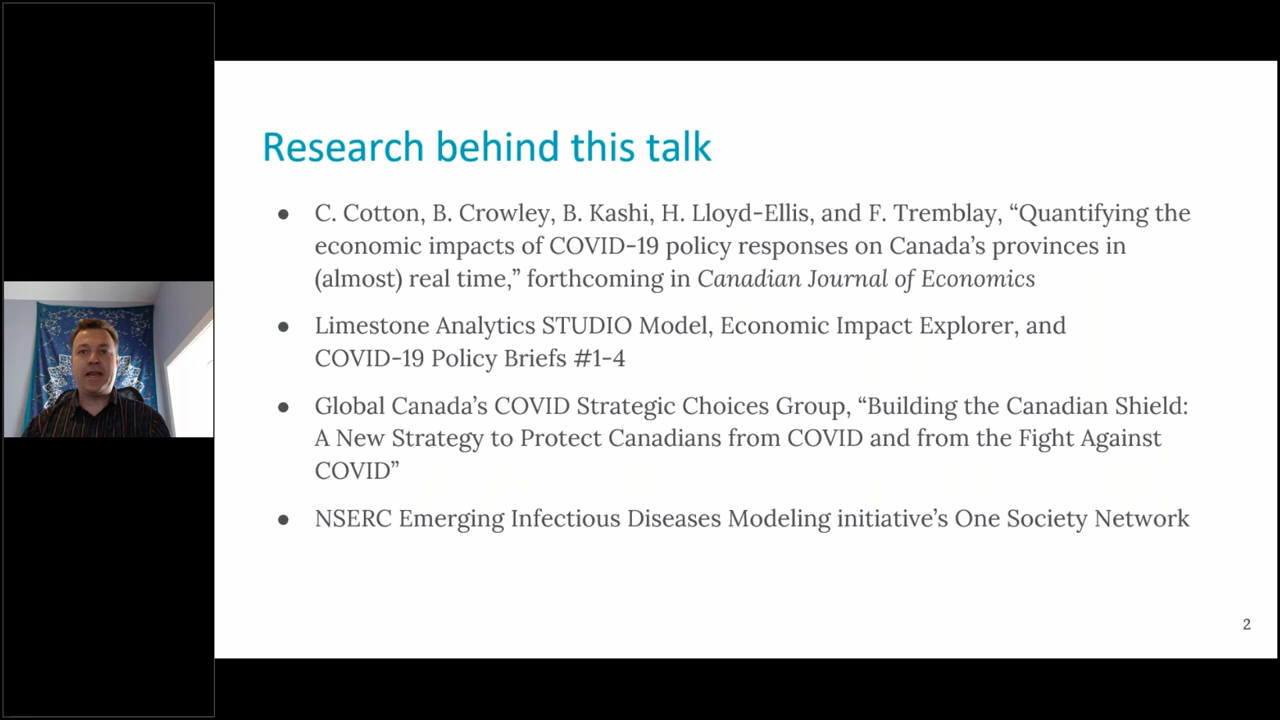 Research behind this talk
● C. Cotton, B. Crowley, B. Kashi, H. Lloyd-Ellis, and F. Tremblay, “Quantifying the
economic impacts of COVID-19 policy responses on Canada’s provinces in
(almost) real time,” forthcoming in Canadian Journal of Economics
● Limestone Analytics STUDIO Model, Economic Impact Explorer, and
COVID-19 Policy Briefs #1-4
● Global Canada’s COVID Strategic Choices Group, “Building the Canadian Shield:
A New Strategy to Protect Canadians from COVID and from the Fight Against
COVID”
● NSERC Emerging Infectious Diseases Modeling initiative’s One Society Network
2